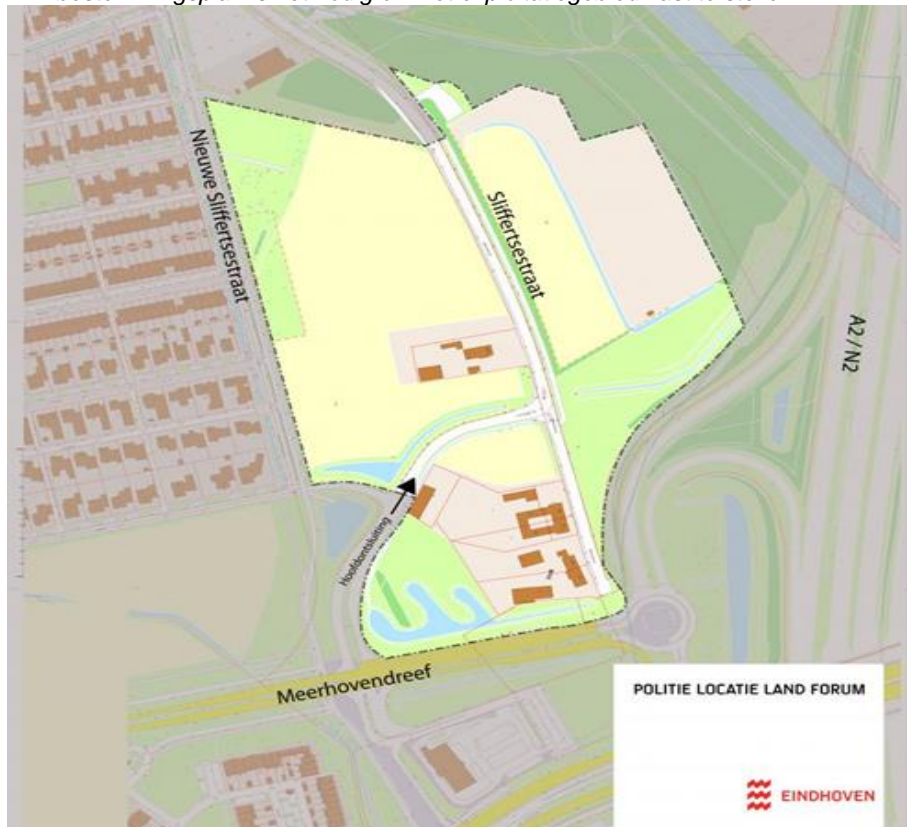 Nieuwe Sliffertsestraat
Sliffertsestraat
A2 / N2
Hoofdontsluiting
Meerhovendreef
POLITIE LOCATIE LAND FORUM
EINDHOVEN